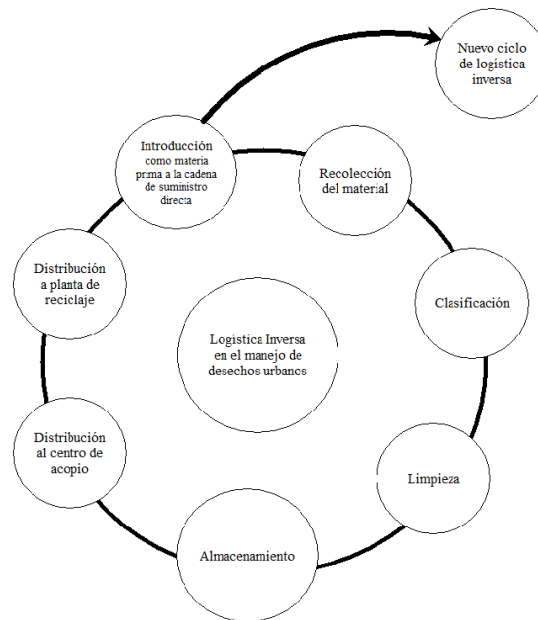 Nuevo ciclo
de logística
inversa
Introducción
como materia
prima a la cadena
de suministro
directa
Recolección
del material
Distribución
a planta de
reciclaje
Clasificación
Logística Inversa
en el manejo de
desechos urbanos
Distribución
al centro de
acopio
Limpieza
Almacenamiento